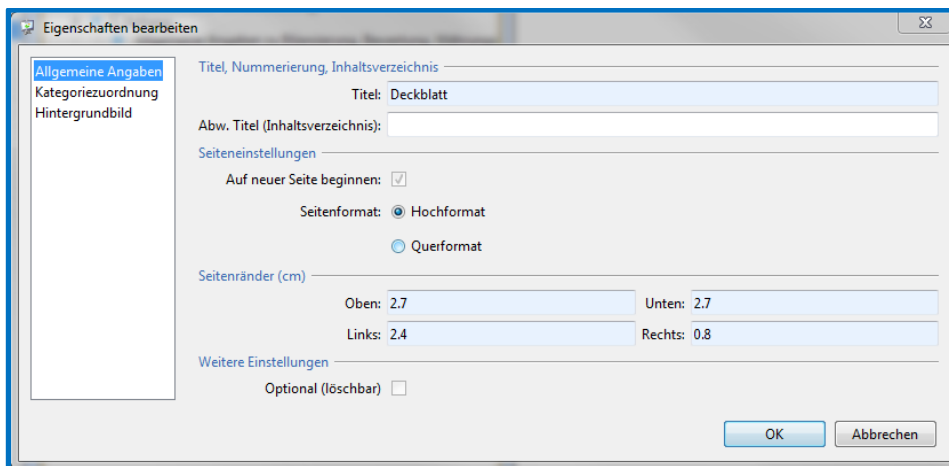 Eigenschaften bearbeiten
Allgemeine Angaben
Kategoriezuordnung
Hintergrundbild
Titel, Nummerierung, Inhaltsverzeichnis
Titel: Deckblatt
Abw. Titel (Inhaltsverzeichnis):
Seiteneinstellungen
Auf neuer Seite beginnen:
Seitenformat: Hochformat
Querformat
Seitenränder (cm)
Oben: 2.7 Unten: 2.7
Links: 2.4 Rechts: 0.8
Weitere Einstellungen
Optional (löschbar)
OK Abbrechen